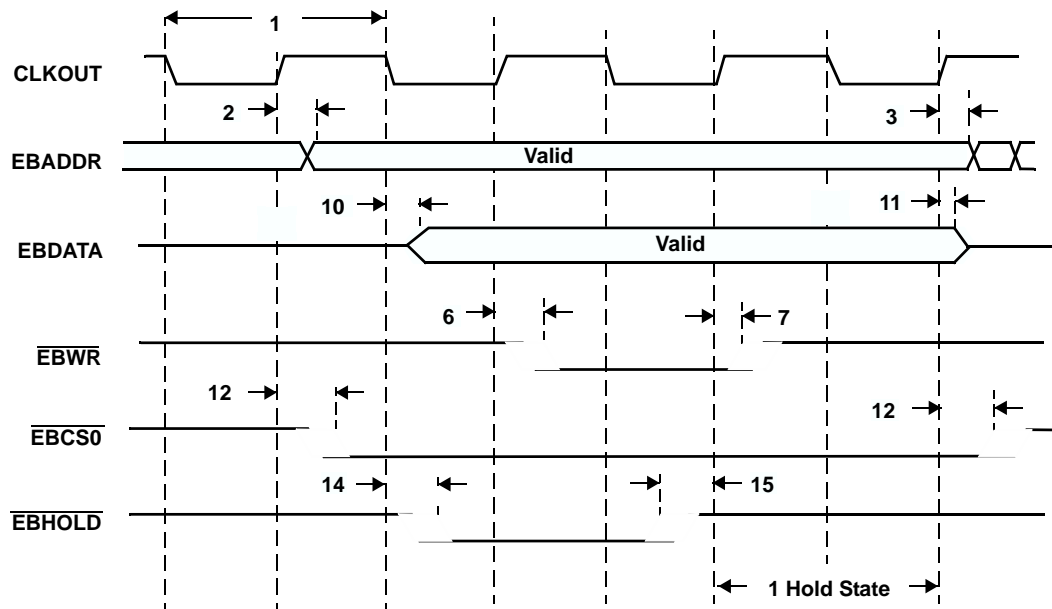 1
CLKOUT
2
3
EBADDR
Valid
10
11
EBDATA
Valid
6
7
EBWR
12
12
EBCS0
14
15
EBHOLD
1 Hold State